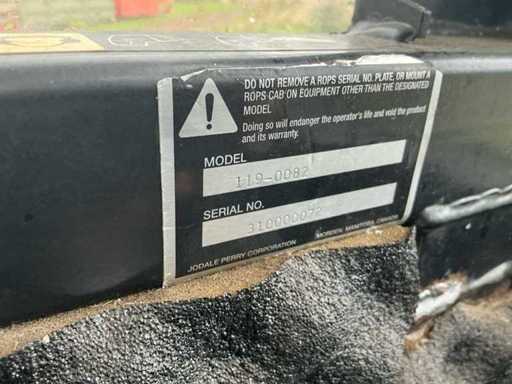 DO NOT REMOVE A ROPS SERIAL NO. PLATE, OR MOUNT A
ROPS CAB ON EQUIPMENT OTHER THAN THE DESIGNATED
MODEL
Doing so will endanger the operator's life and void the product
and its warranty.
MODEL
119-0082
SERIAL NO.
310000072
JODALE PERRY CORPORATION MORDEN, MANITOBA, CANADA